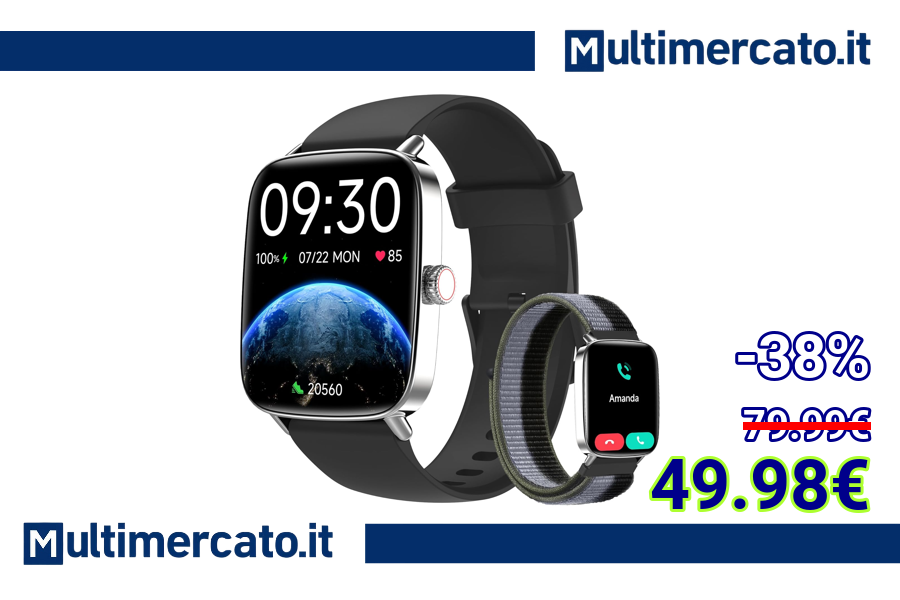 Multimercato.it
09:30
100% 07/22 MON 85
20560
Amanda
-38%
79.99€
49.98€
Multimercato.it